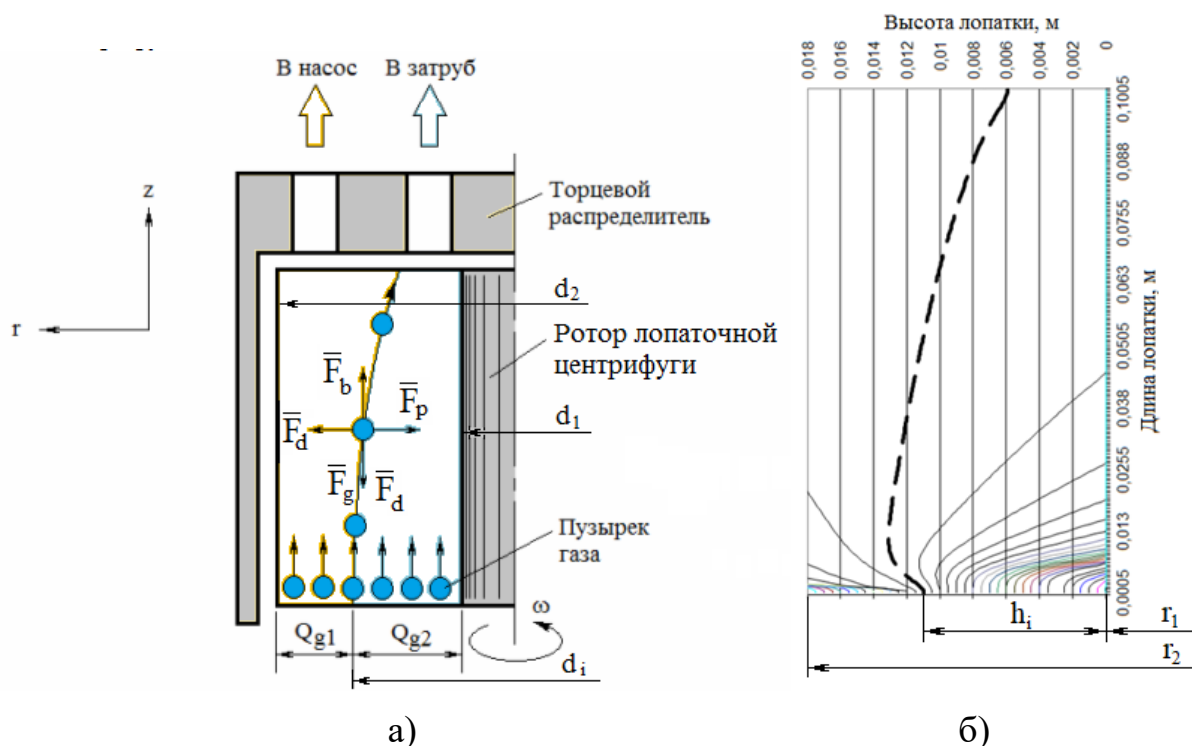 В насос
В затруб
z
r
Торцевой
распределитель
d₂
Ротор лопаточной
центрифуги
F̅b
F̅p
F̅d
d₁
F̅g
F̅d
Пузырек
газа
ω
Qg1
Qg2
di
а)
Высота лопатки, м
0,018
0,016
0,014
0,012
0,01
0,008
0,006
0,004
0,002
0
0,1005
0,088
0,0755
0,063
0,0505
0,038
0,0255
0,013
0,0005
Длина лопатки, м
hi
r₁
r₂
б)